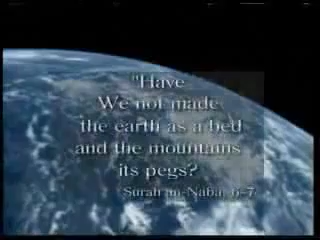 "Have
We not made
the earth as a bed
and the mountains
its pegs?
Surah an-Naba, 6-7